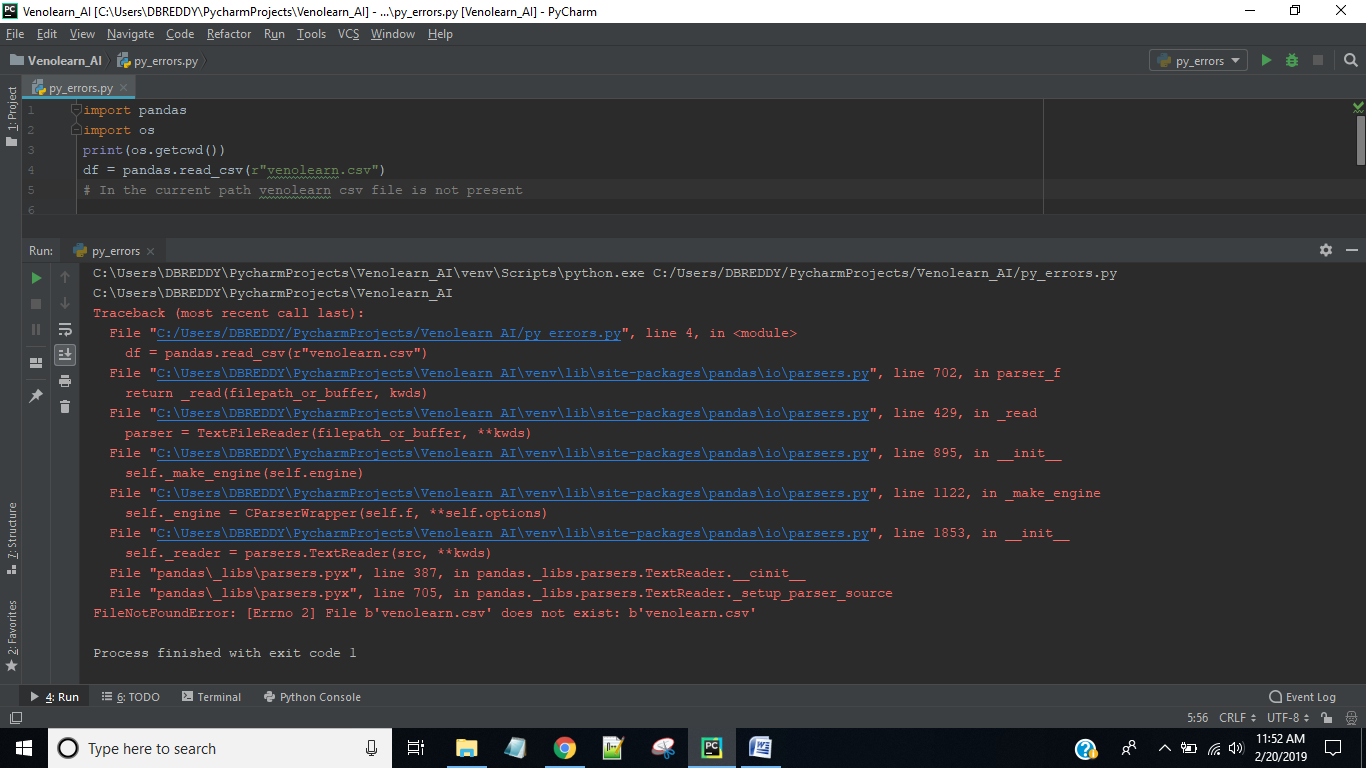 Venolearn_AI [C:\Users\DBREDDY\PycharmProjects\Venolearn_AI] - ...\py_errors.py [Venolearn_AI] - PyCharm
File Edit View Navigate Code Refactor Run Tools VCS Window Help
Venolearn_AI py_errors.py py_errors
py_errors.py
1: Project
1 import pandas
2 import os
3 print(os.getcwd())
4 df = pandas.read_csv(r"venolearn.csv")
5 # In the current path venolearn csv file is not present
6
Run: py_errors
C:\Users\DBREDDY\PycharmProjects\Venolearn_AI\venv\Scripts\python.exe C:/Users/DBREDDY/PycharmProjects/Venolearn_AI/py_errors.py
C:\Users\DBREDDY\PycharmProjects\Venolearn_AI
Traceback (most recent call last):
File "C:/Users/DBREDDY/PycharmProjects/Venolearn_AI/py_errors.py", line 4, in <module>
df = pandas.read_csv(r"venolearn.csv")
File "C:\Users\DBREDDY\PycharmProjects\Venolearn_AI\venv\lib\site-packages\pandas\io\parsers.py", line 702, in parser_f
return _read(filepath_or_buffer, kwds)
File "C:\Users\DBREDDY\PycharmProjects\Venolearn_AI\venv\lib\site-packages\pandas\io\parsers.py", line 429, in _read
parser = TextFileReader(filepath_or_buffer, **kwds)
File "C:\Users\DBREDDY\PycharmProjects\Venolearn_AI\venv\lib\site-packages\pandas\io\parsers.py", line 895, in __init__
self._make_engine(self.engine)
File "C:\Users\DBREDDY\PycharmProjects\Venolearn_AI\venv\lib\site-packages\pandas\io\parsers.py", line 1122, in _make_engine
self._engine = CParserWrapper(self.f, **self.options)
File "C:\Users\DBREDDY\PycharmProjects\Venolearn_AI\venv\lib\site-packages\pandas\io\parsers.py", line 1853, in __init__
self._reader = parsers.TextReader(src, **kwds)
File "pandas\_libs\parsers.pyx", line 387, in pandas._libs.parsers.TextReader.__cinit__
File "pandas\_libs\parsers.pyx", line 705, in pandas._libs.parsers.TextReader._setup_parser_source
FileNotFoundError: [Errno 2] File b'venolearn.csv' does not exist: b'venolearn.csv'
Process finished with exit code 1
7: Structure
2: Favorites
4: Run 6: TODO Terminal Python Console Event Log
5:56 CRLF UTF-8
Type here to search
11:52 AM
2/20/2019